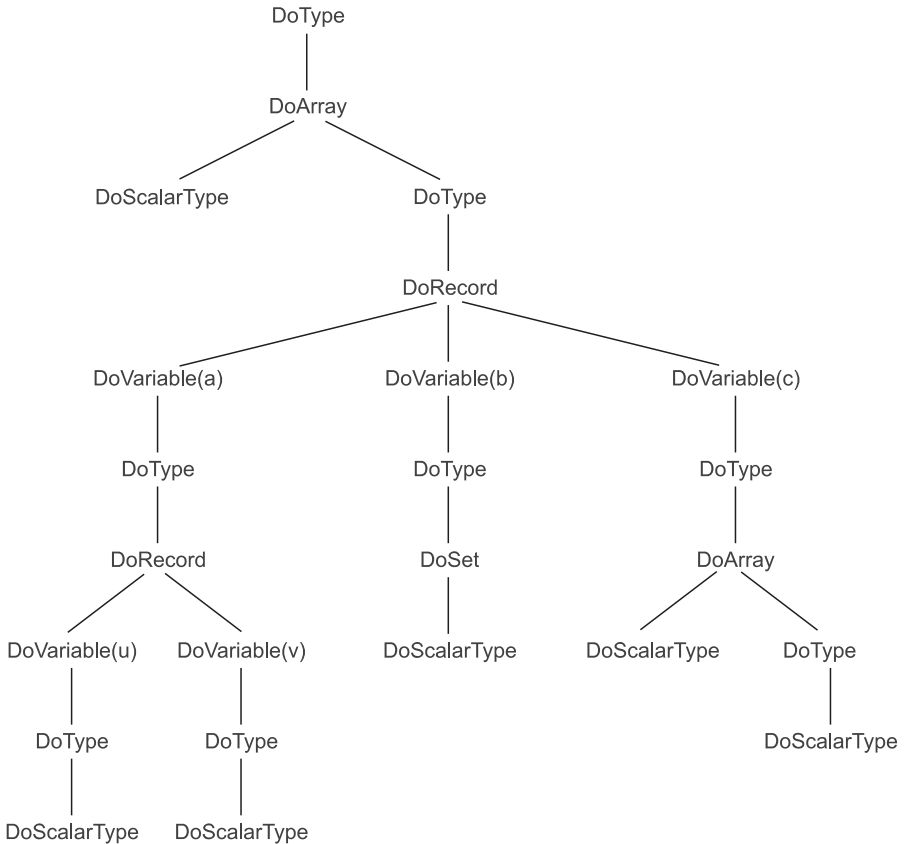 DoType
DoArray
DoScalarType DoType
DoRecord
DoVariable(a) DoVariable(b) DoVariable(c)
DoType DoType DoType
DoRecord DoSet DoArray
DoVariable(u) DoVariable(v) DoScalarType DoScalarType DoType
DoType DoType DoScalarType
DoScalarType DoScalarType